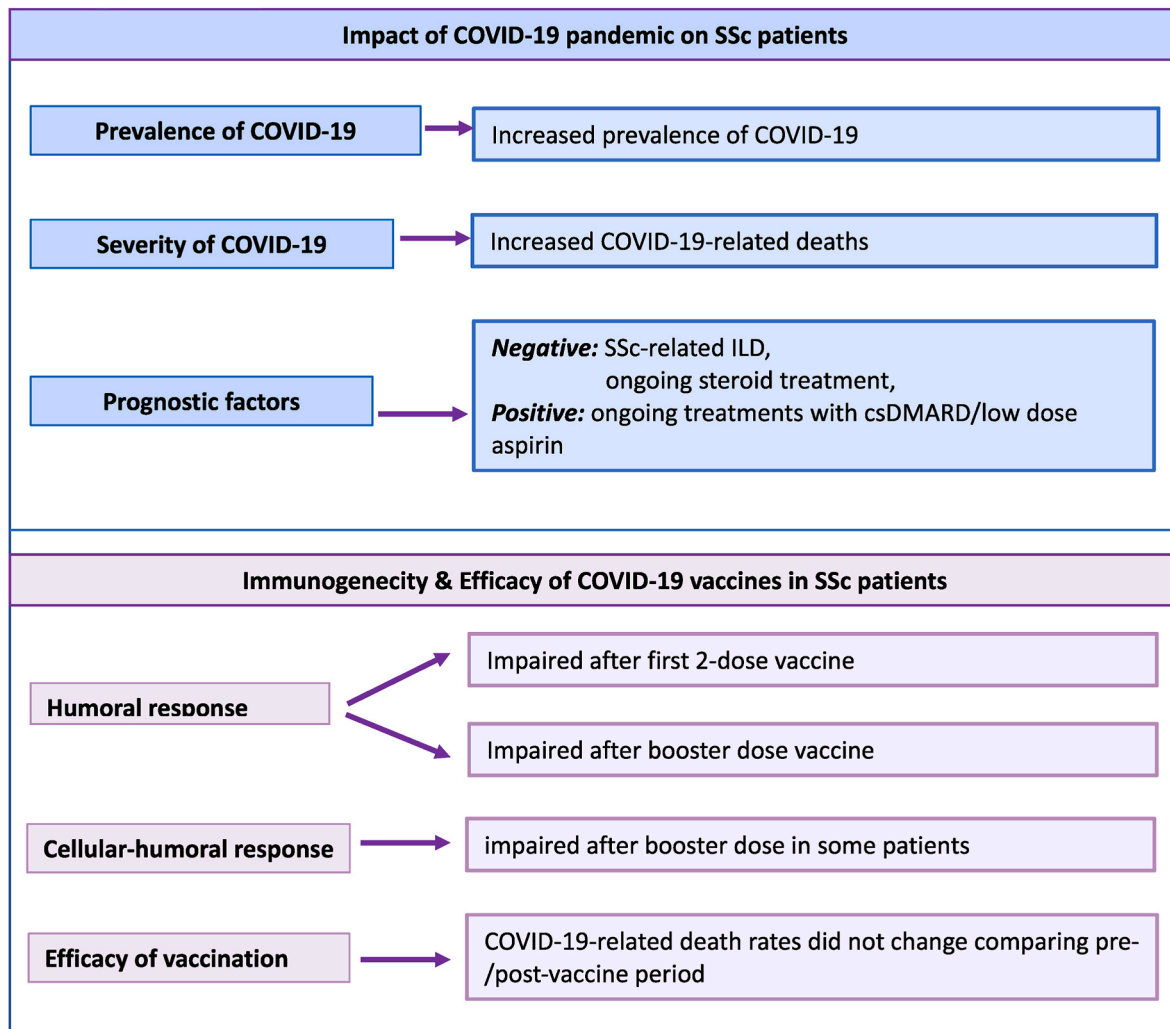 Impact of COVID-19 pandemic on SSc patients
Prevalence of COVID-19
Increased prevalence of COVID-19
Severity of COVID-19
Increased COVID-19-related deaths
Prognostic factors
Negative: SSc-related ILD,
ongoing steroid treatment,
Positive: ongoing treatments with csDMARD/low dose
aspirin
Immunogenecity & Efficacy of COVID-19 vaccines in SSc patients
Humoral response
Impaired after first 2-dose vaccine
Impaired after booster dose vaccine
Cellular-humoral response
impaired after booster dose in some patients
Efficacy of vaccination
COVID-19-related death rates did not change comparing pre-
/post-vaccine period